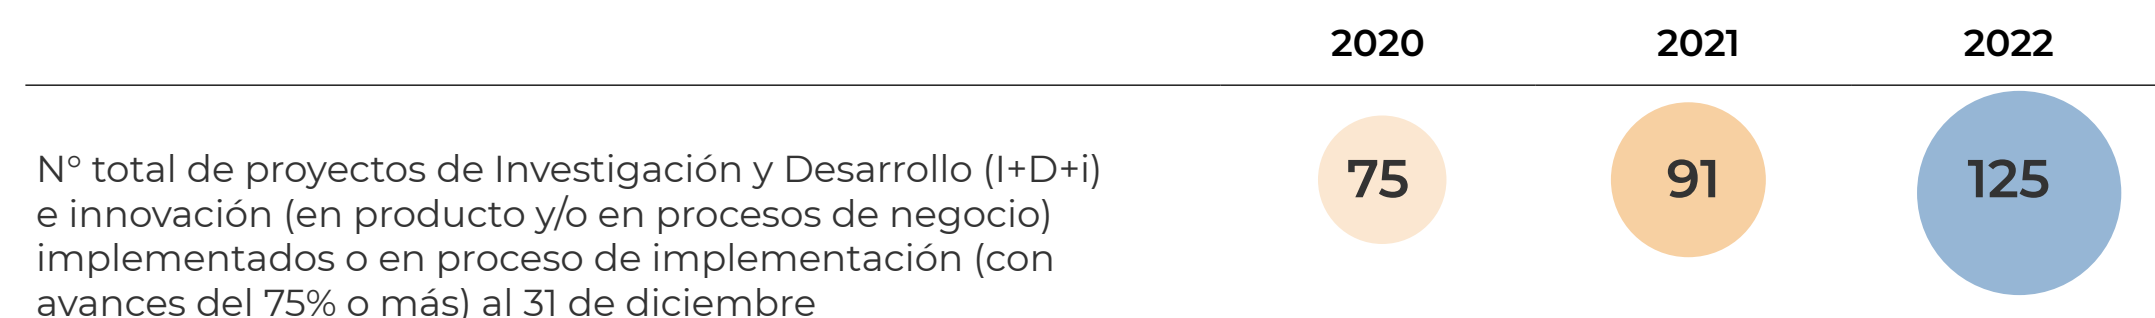 2020 2021 2022
75 91 125
N° total de proyectos de Investigación y Desarrollo (I+D+i)
e innovación (en producto y/o en procesos de negocio)
implementados o en proceso de implementación (con
avances del 75% o más) al 31 de diciembre